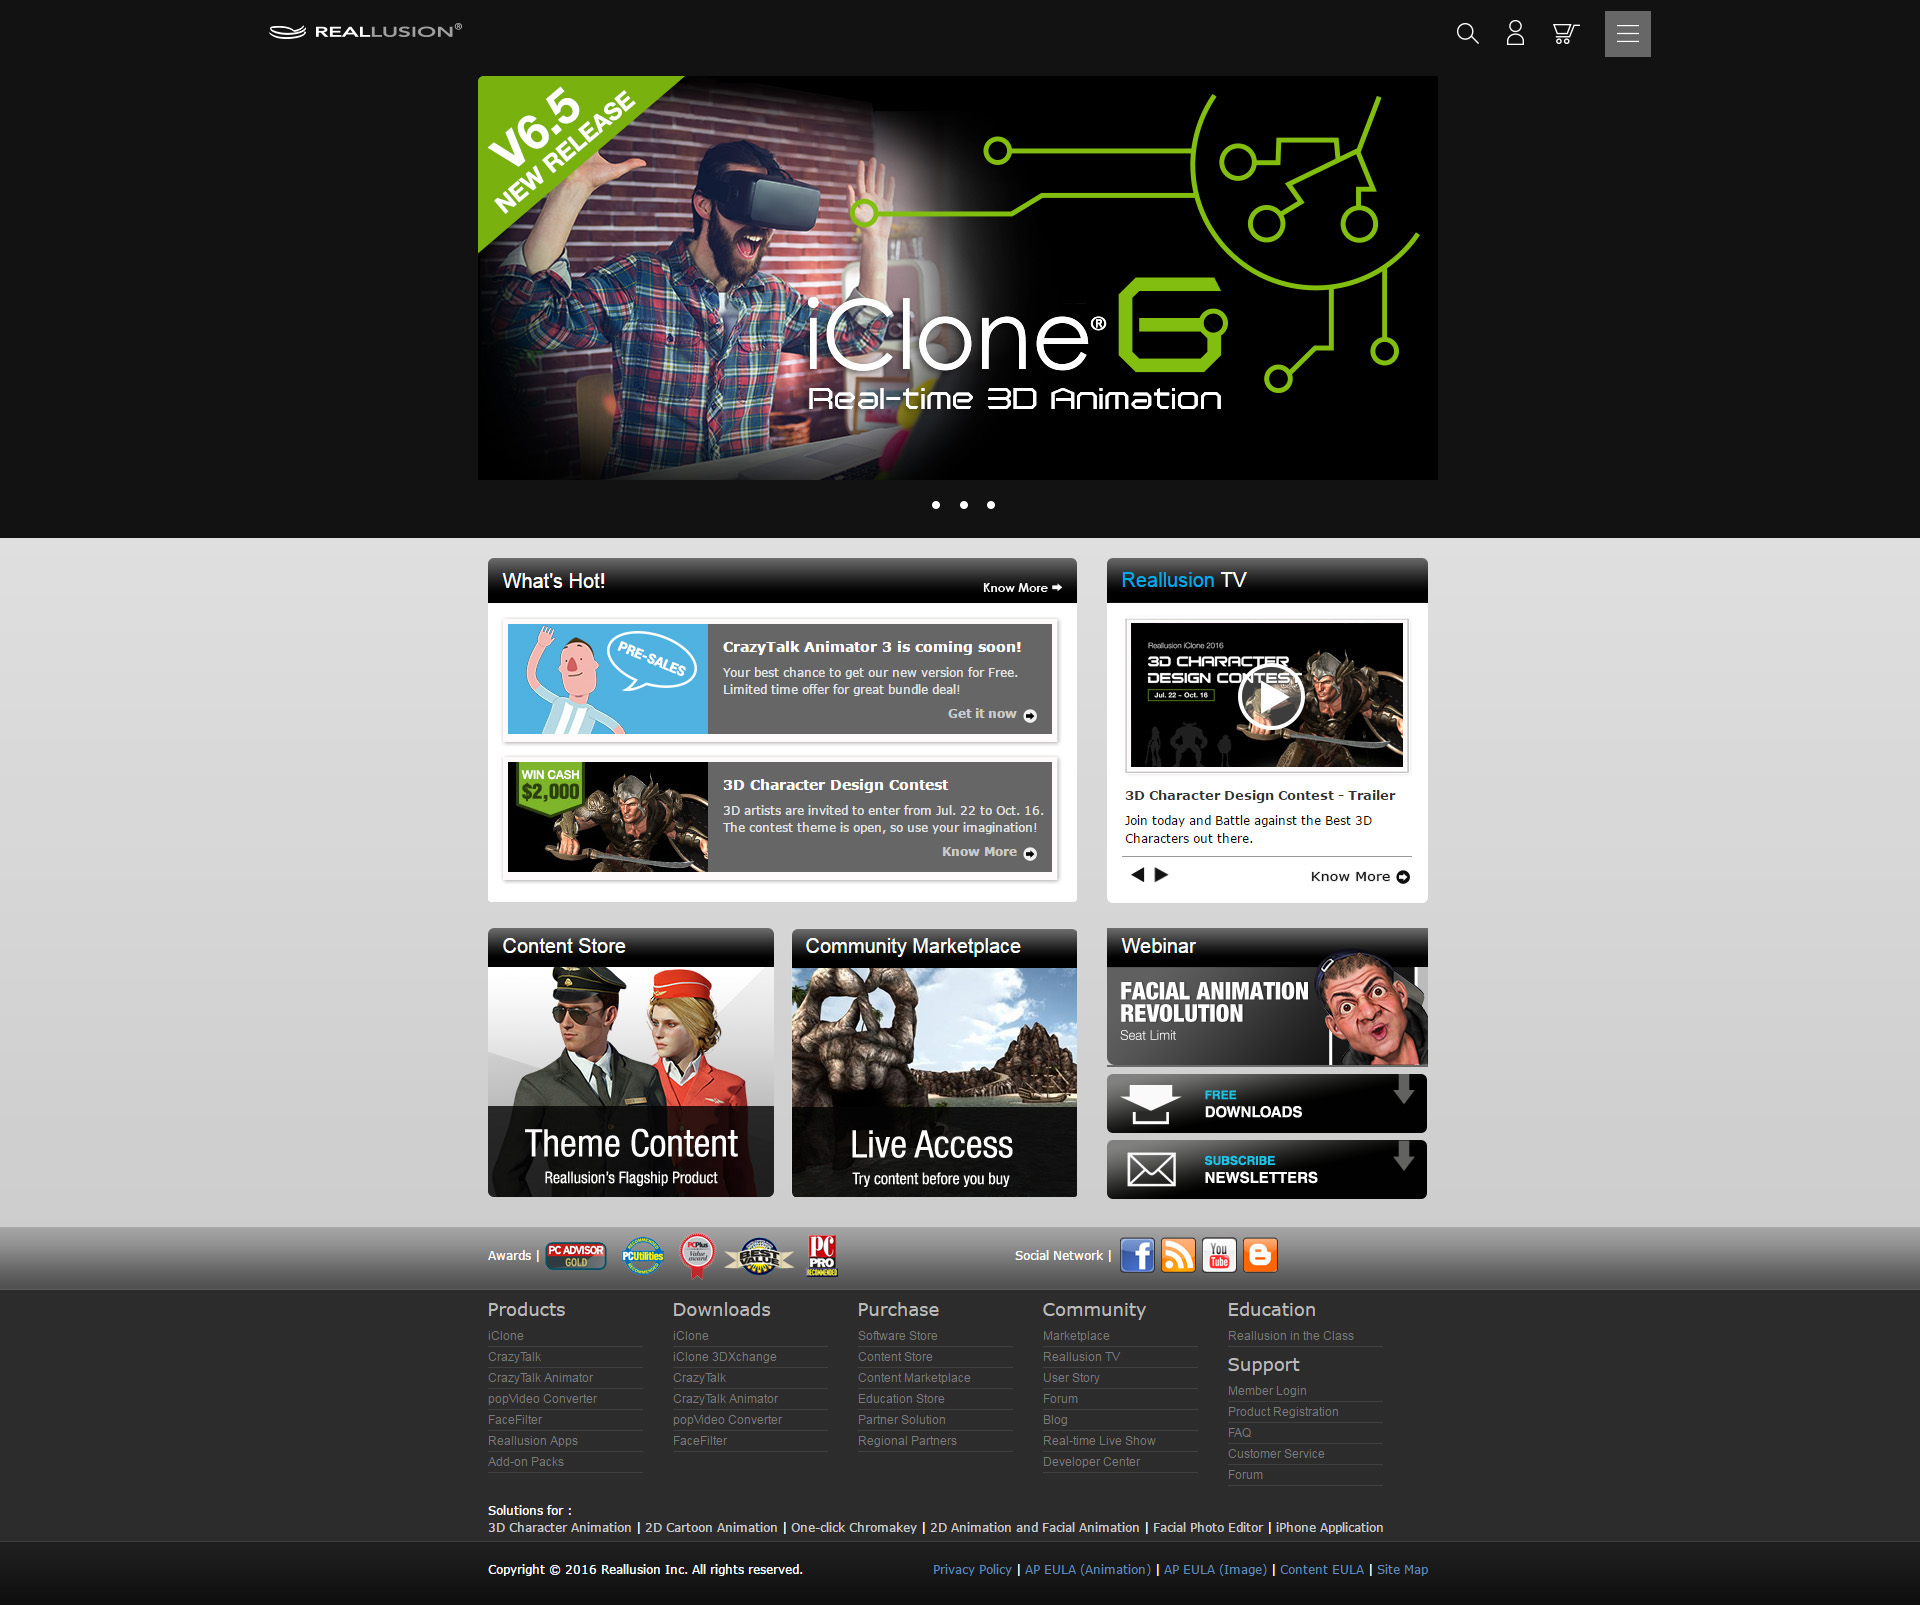 REALLUSION®
V6.5
NEW RELEASE
iClone® 6
Real-time 3D Animation
What's Hot!
Know More
PRE-SALES
CrazyTalk Animator 3 is coming soon!
Your best chance to get our new version for Free.
Limited time offer for great bundle deal!
Get it now
WIN CASH
$2,000
3D Character Design Contest
3D artists are invited to enter from Jul. 22 to Oct. 16.
The contest theme is open, so use your imagination!
Know More
Reallusion TV
Reallusion iClone 2016
3D CHARACTER
DESIGN CONTEST
Jul. 22 - Oct. 16
3D Character Design Contest - Trailer
Join today and Battle against the Best 3D
Characters out there.
Know More
Content Store
Theme Content
Reallusion's Flagship Product
Community Marketplace
Live Access
Try content before you buy
Webinar
FACIAL ANIMATION
REVOLUTION
Seat Limit
FREE
DOWNLOADS
SUBSCRIBE
NEWSLETTERS
Awards |
PC ADVISOR
GOLD
RECOMMENDED
PCUtilities
RECOMMENDED
PCPlus
Value
award
BEST
VALUE
PC
PRO
RECOMMENDED
Social Network |
You
Tube
Products
iClone
CrazyTalk
CrazyTalk Animator
popVideo Converter
FaceFilter
Reallusion Apps
Add-on Packs
Downloads
iClone
iClone 3DXchange
CrazyTalk
CrazyTalk Animator
popVideo Converter
FaceFilter
Purchase
Software Store
Content Store
Content Marketplace
Education Store
Partner Solution
Regional Partners
Community
Marketplace
Reallusion TV
User Story
Forum
Blog
Real-time Live Show
Developer Center
Education
Reallusion in the Class
Support
Member Login
Product Registration
FAQ
Customer Service
Forum
Solutions for :
3D Character Animation | 2D Cartoon Animation | One-click Chromakey | 2D Animation and Facial Animation | Facial Photo Editor | iPhone Application
Copyright © 2016 Reallusion Inc. All rights reserved.
Privacy Policy | AP EULA (Animation) | AP EULA (Image) | Content EULA | Site Map